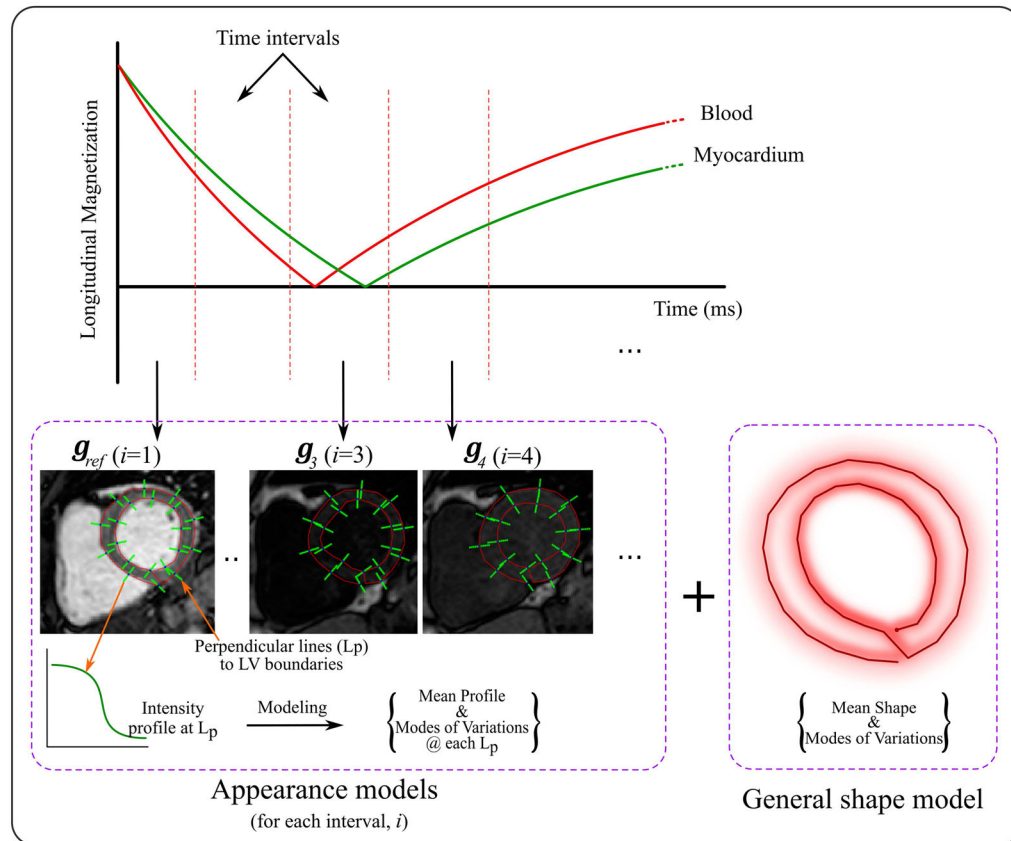 Time intervals
Longitudinal Magnetization
Blood
Myocardium
Time (ms)
...
g_ref (i=1)
g_3 (i=3)
g_4 (i=4)
..
...
+
Perpendicular lines (Lp)
to LV boundaries
Intensity
profile at L_p
Modeling
{ Mean Profile
&
Modes of Variations
@ each L_p }
{ Mean Shape
&
Modes of Variations }
Appearance models
(for each interval, i)
General shape model